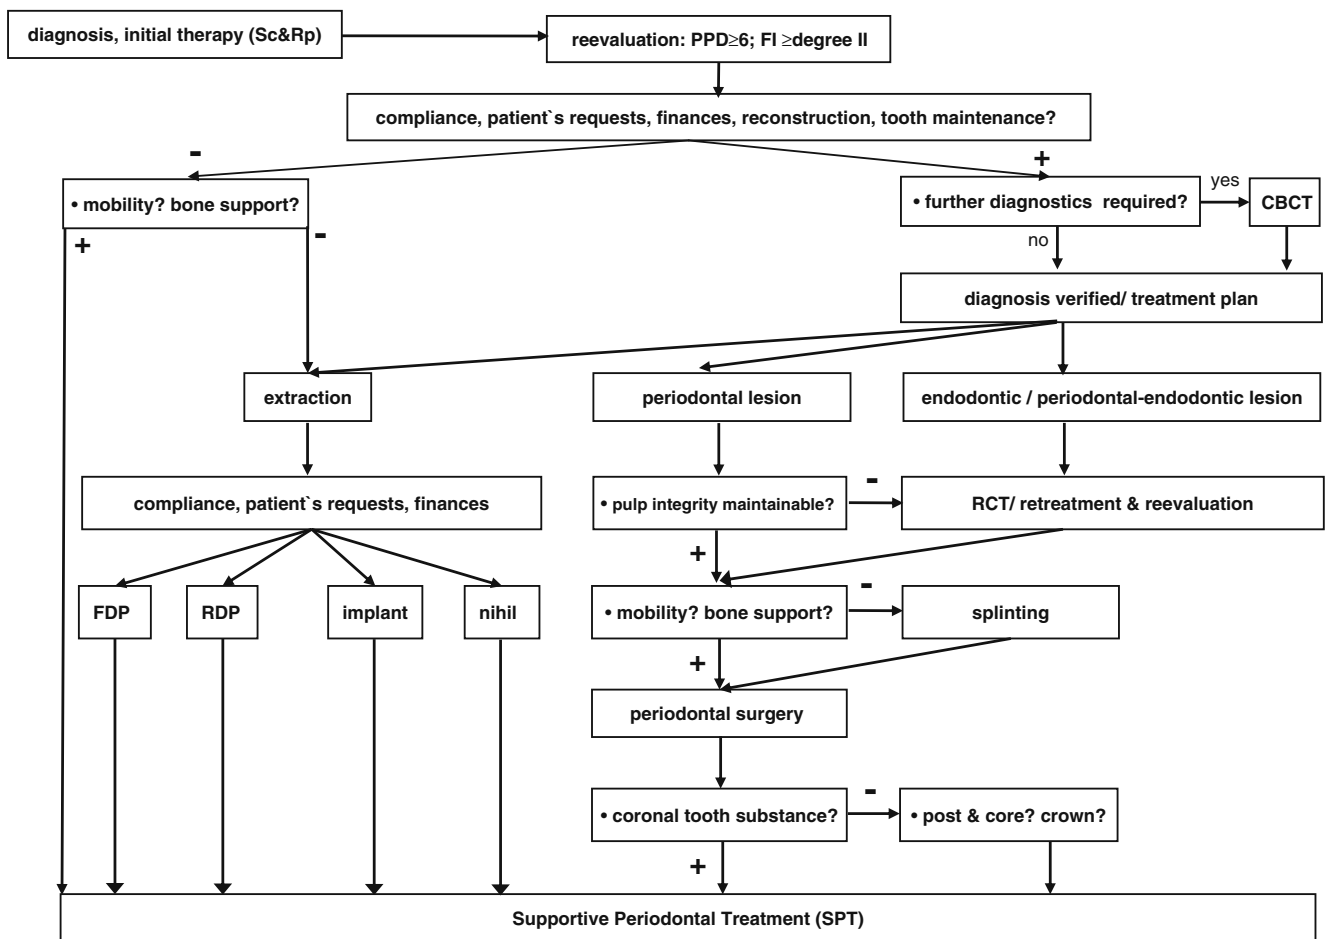 diagnosis, initial therapy (Sc&Rp)
reevaluation: PPD≥6; FI ≥degree II
compliance, patient`s requests, finances, reconstruction, tooth maintenance?
-
+
• mobility? bone support?
• further diagnostics required?
yes
CBCT
+
-
no
diagnosis verified/ treatment plan
extraction
periodontal lesion
endodontic / periodontal-endodontic lesion
compliance, patient`s requests, finances
• pulp integrity maintainable?
-
RCT/ retreatment & reevaluation
+
FDP
RDP
implant
nihil
• mobility? bone support?
-
splinting
+
periodontal surgery
• coronal tooth substance?
-
• post & core? crown?
+
Supportive Periodontal Treatment (SPT)